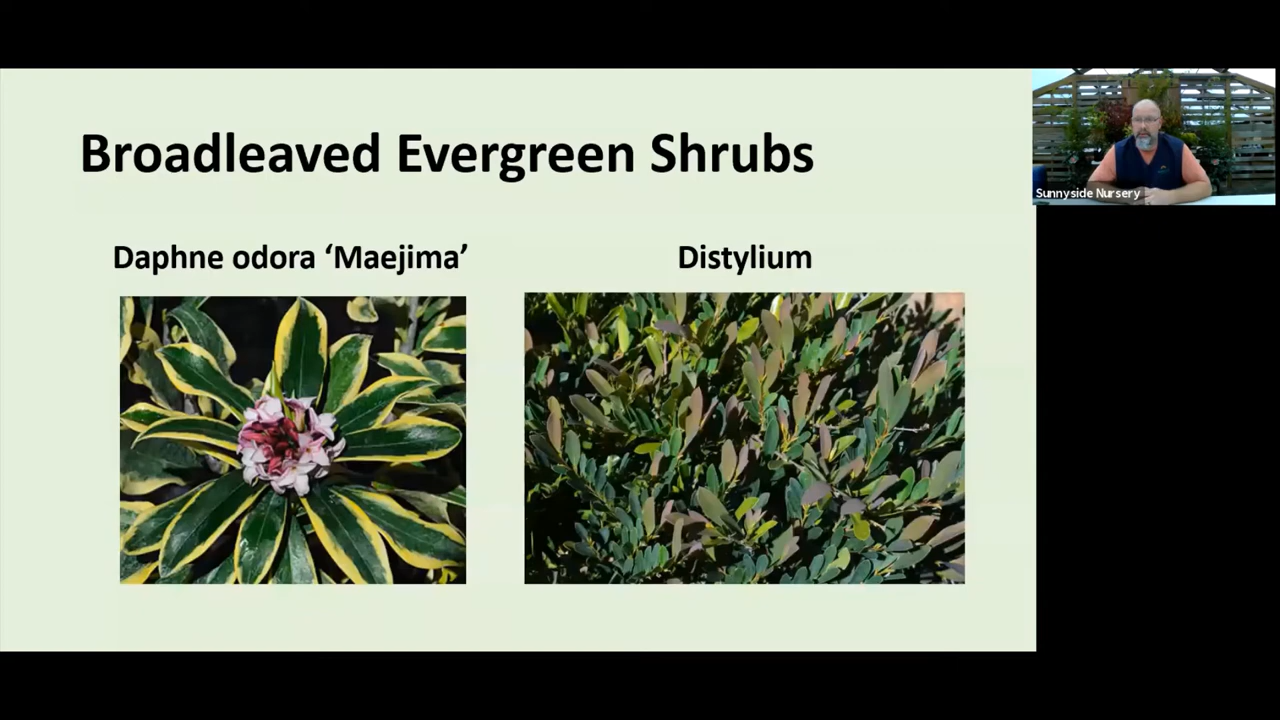 Broadleaved Evergreen Shrubs
Daphne odora ‘Maejima’
Distylium
Sunnyside Nursery